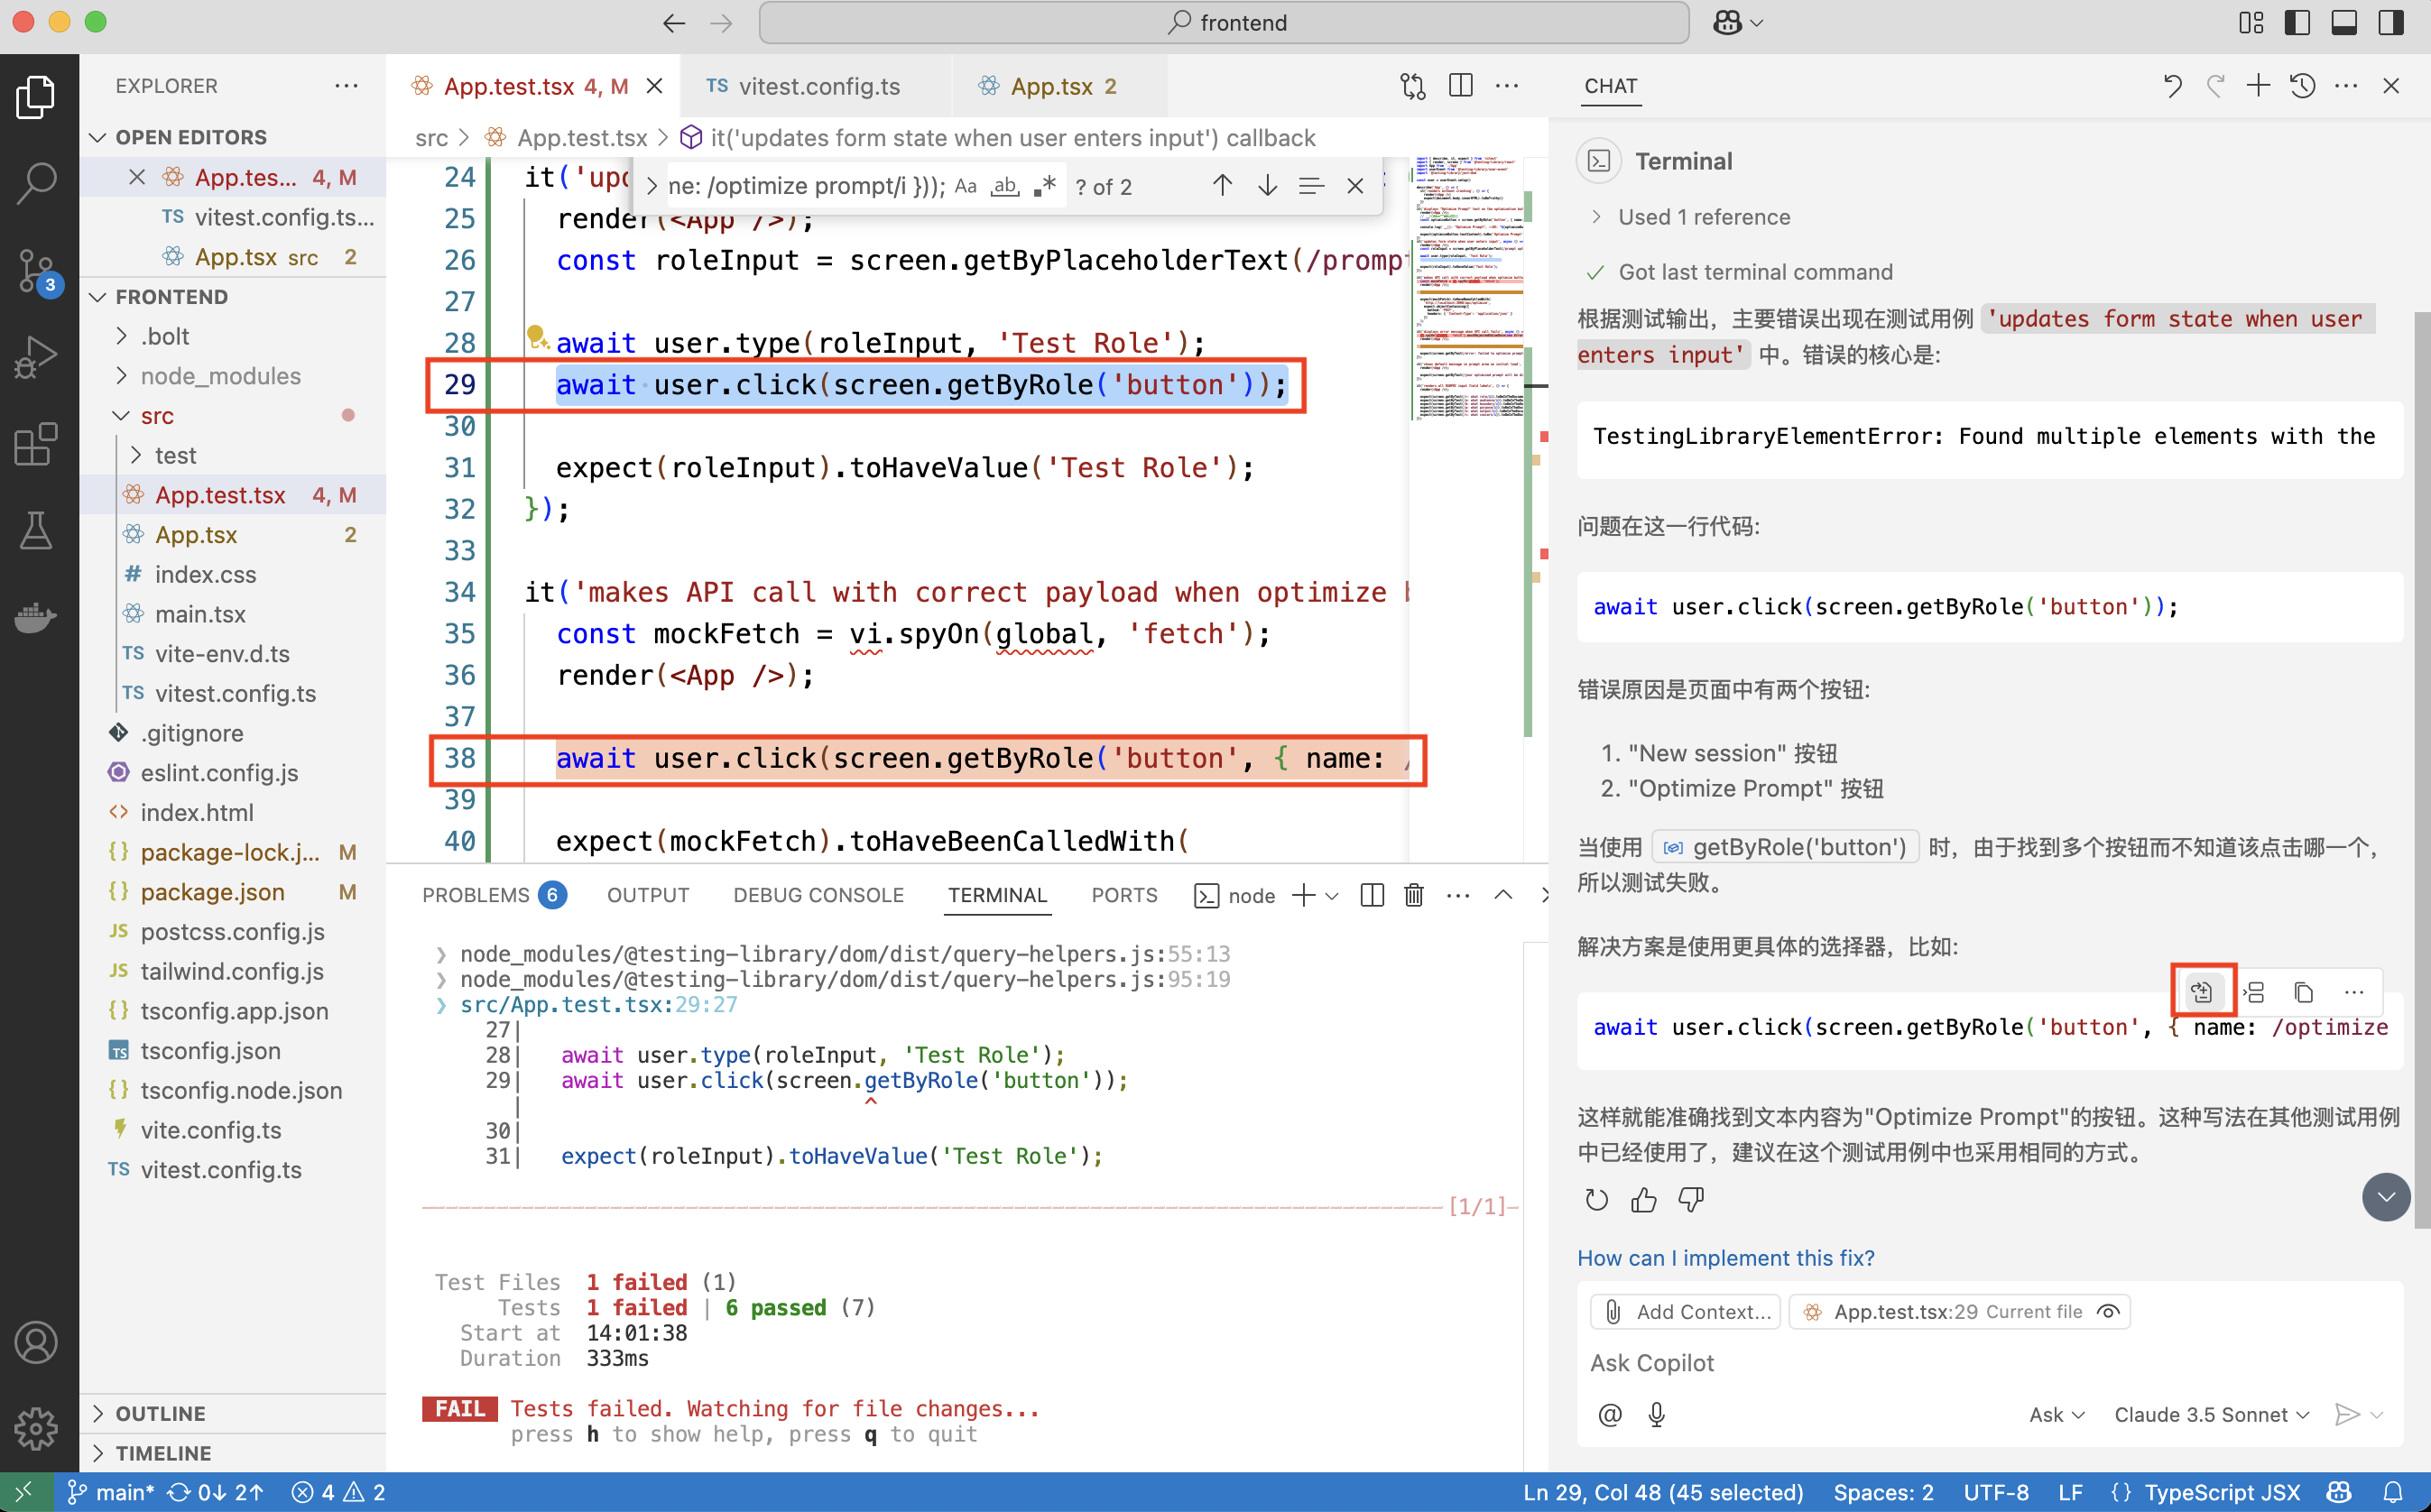 frontend
EXPLORER
OPEN EDITORS
App.tes... 4, M
TS vitest.config.ts...
App.tsx src 2
FRONTEND
.bolt
node_modules
src
test
App.test.tsx 4, M
App.tsx 2
# index.css
main.tsx
TS vite-env.d.ts
TS vitest.config.ts
.gitignore
eslint.config.js
<> index.html
{} package-lock.j... M
{} package.json M
JS postcss.config.js
JS tailwind.config.js
{} tsconfig.app.json
TS tsconfig.json
{} tsconfig.node.json
vite.config.ts
TS vitest.config.ts
OUTLINE
TIMELINE
3
App.test.tsx 4, M
TS vitest.config.ts
App.tsx 2
src > App.test.tsx > it('updates form state when user enters input') callback
me: /optimize prompt/i })); Aa ab .* ? of 2
24 it('up
25 render(<App />);
26 const roleInput = screen.getByPlaceholderText(/promp
27
28 await user.type(roleInput, 'Test Role');
29 await user.click(screen.getByRole('button'));
30
31 expect(roleInput).toHaveValue('Test Role');
32 });
33
34 it('makes API call with correct payload when optimize
35 const mockFetch = vi.spyOn(global, 'fetch');
36 render(<App />);
37
38 await user.click(screen.getByRole('button', { name: /
39
40 expect(mockFetch).toHaveBeenCalledWith(
PROBLEMS 6 OUTPUT DEBUG CONSOLE TERMINAL PORTS node
❯ node_modules/@testing-library/dom/dist/query-helpers.js:55:13
❯ node_modules/@testing-library/dom/dist/query-helpers.js:95:19
❯ src/App.test.tsx:29:27
27|
28| await user.type(roleInput, 'Test Role');
29| await user.click(screen.getByRole('button'));
| ^
30|
31| expect(roleInput).toHaveValue('Test Role');
[1/1]
Test Files 1 failed (1)
Tests 1 failed | 6 passed (7)
Start at 14:01:38
Duration 333ms
FAIL Tests failed. Watching for file changes...
press h to show help, press q to quit
CHAT
Terminal
Used 1 reference
Got last terminal command
根据测试输出，主要错误出现在测试用例 'updates form state when user
enters input' 中。错误的核心是:
TestingLibraryElementError: Found multiple elements with the
问题在这一行代码:
await user.click(screen.getByRole('button'));
错误原因是页面中有两个按钮:
1. "New session" 按钮
2. "Optimize Prompt" 按钮
当使用 getByRole('button') 时，由于找到多个按钮而不知道该点击哪一个，
所以测试失败。
解决方案是使用更具体的选择器，比如:
await user.click(screen.getByRole('button', { name: /optimize
这样就能准确找到文本内容为"Optimize Prompt"的按钮。这种写法在其他测试用例
中已经使用了，建议在这个测试用例中也采用相同的方式。
How can I implement this fix?
Add Context... App.test.tsx:29 Current file
Ask Copilot
@ Ask Claude 3.5 Sonnet
main* 0↓ 2↑ 4 2
Ln 29, Col 48 (45 selected) Spaces: 2 UTF-8 LF {} TypeScript JSX